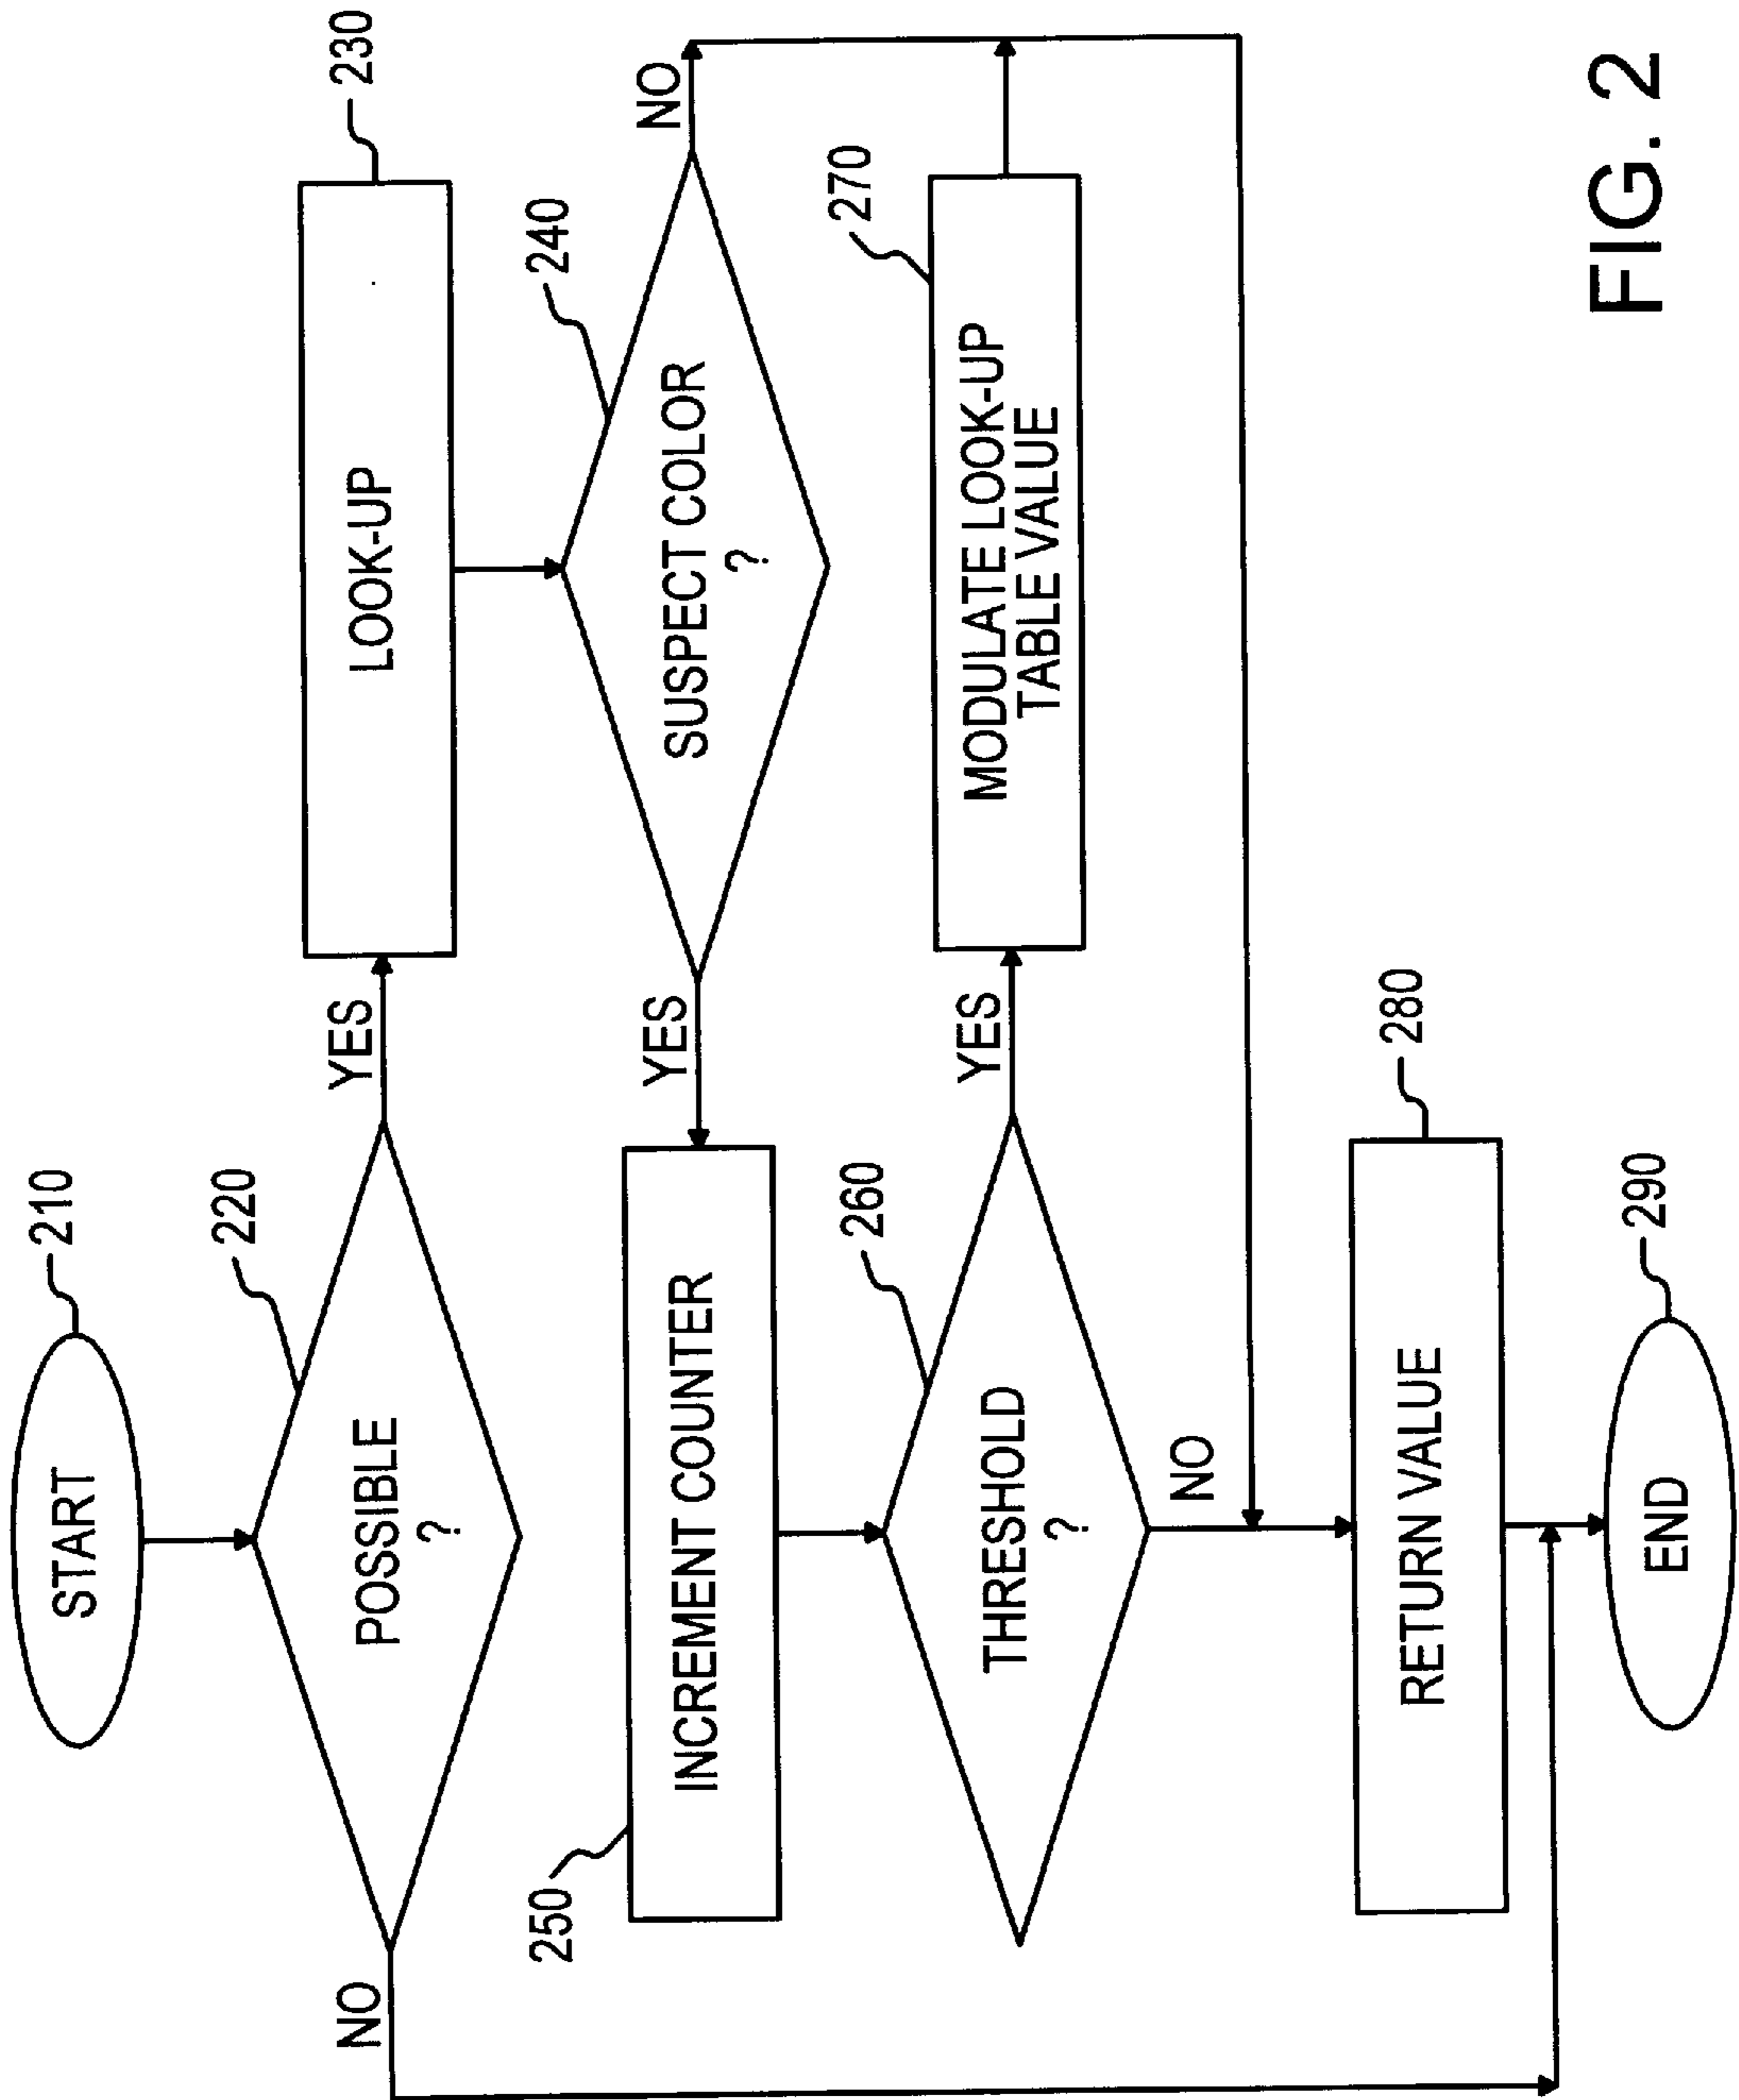 START
210
POSSIBLE
?
220
NO
YES
LOOK-UP
230
SUSPECT COLOR
?
240
NO
YES
INCREMENT COUNTER
250
THRESHOLD
?
260
YES
NO
MODULATE LOOK-UP
TABLE VALUE
270
RETURN VALUE
280
END
290
FIG. 2